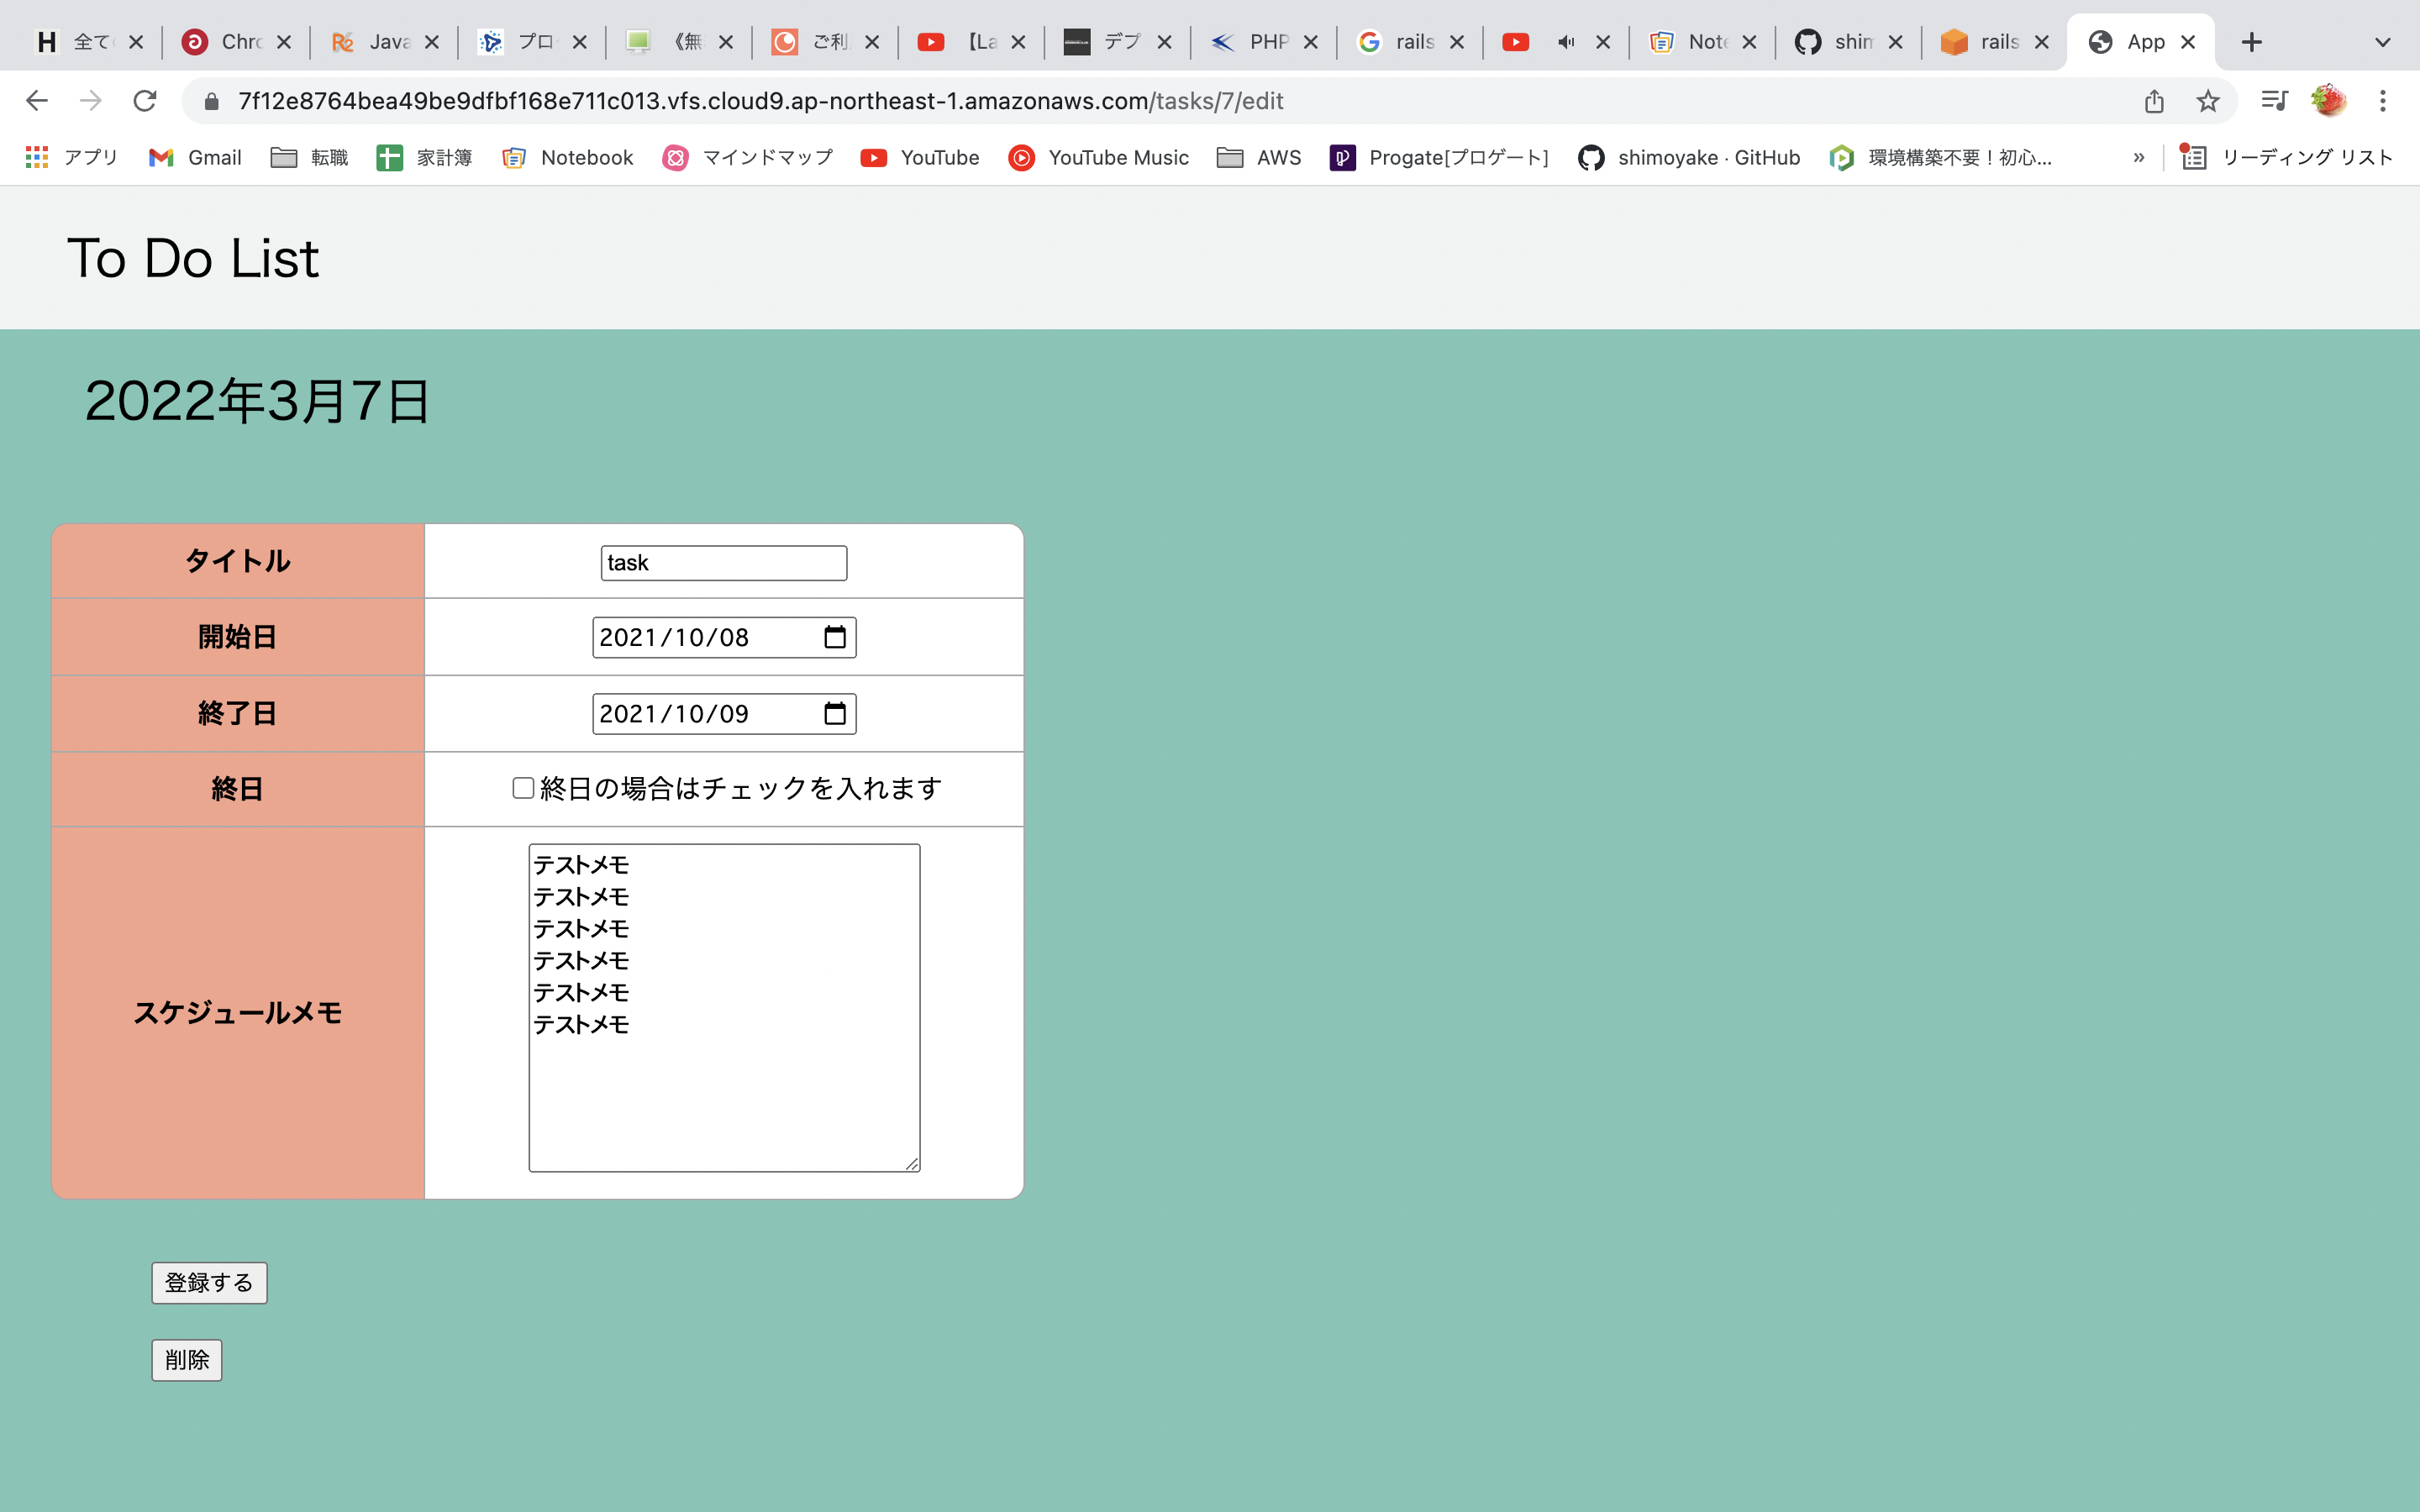 全て
Chro
Java
プロ
《無
ご利
【La
デプ
PHP
rails
Note
shim
rails
App
7f12e8764bea49be9dfbf168e711c013.vfs.cloud9.ap-northeast-1.amazonaws.com/tasks/7/edit
アプリ Gmail 転職 家計簿 Notebook マインドマップ YouTube YouTube Music AWS Progate[プロゲート] shimoyake · GitHub 環境構築不要！初心... » リーディング リスト
To Do List
2022年3月7日
タイトル task
開始日 2021/10/08
終了日 2021/10/09
終日 終日の場合はチェックを入れます
スケジュールメモ
テストメモ
テストメモ
テストメモ
テストメモ
テストメモ
テストメモ
登録する
削除